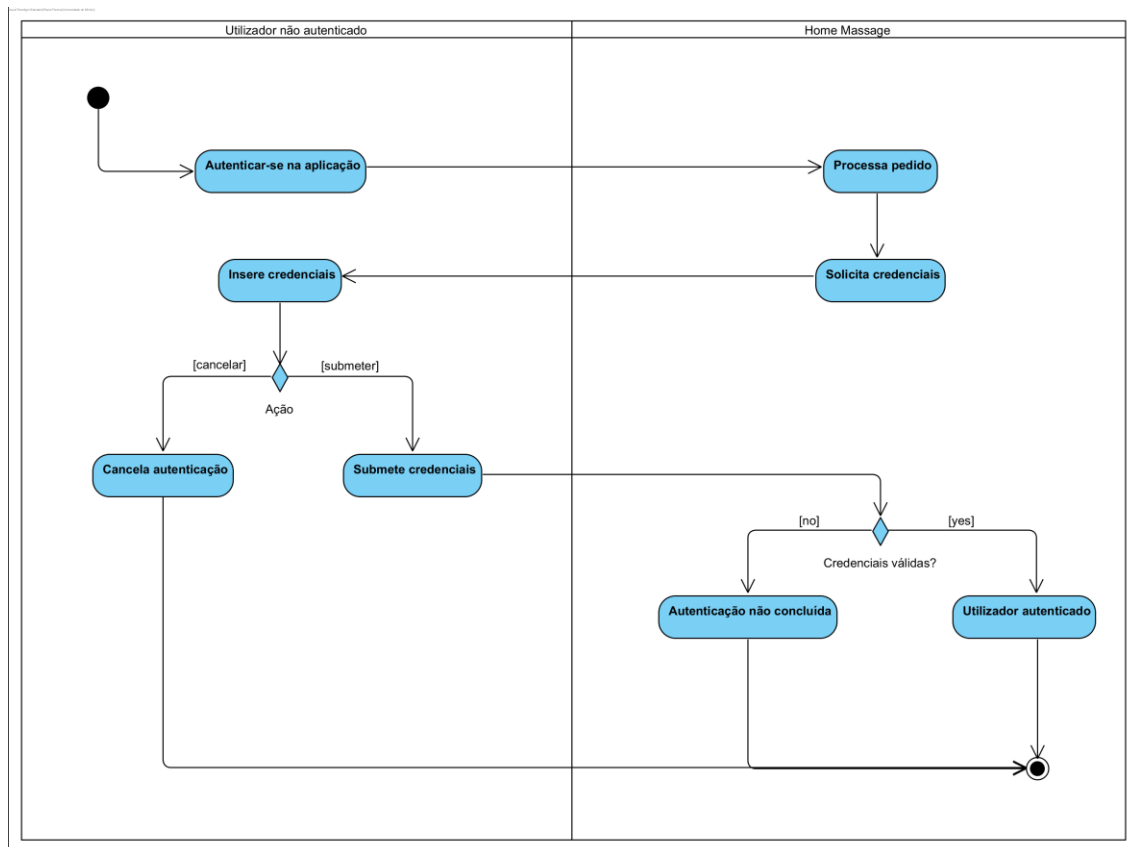 Utilizador não autenticado
Home Massage
Autenticar-se na aplicação
Processa pedido
Insere credenciais
Solicita credenciais
[cancelar]
[submeter]
Ação
Cancela autenticação
Submete credenciais
[no]
[yes]
Credenciais válidas?
Autenticação não concluída
Utilizador autenticado